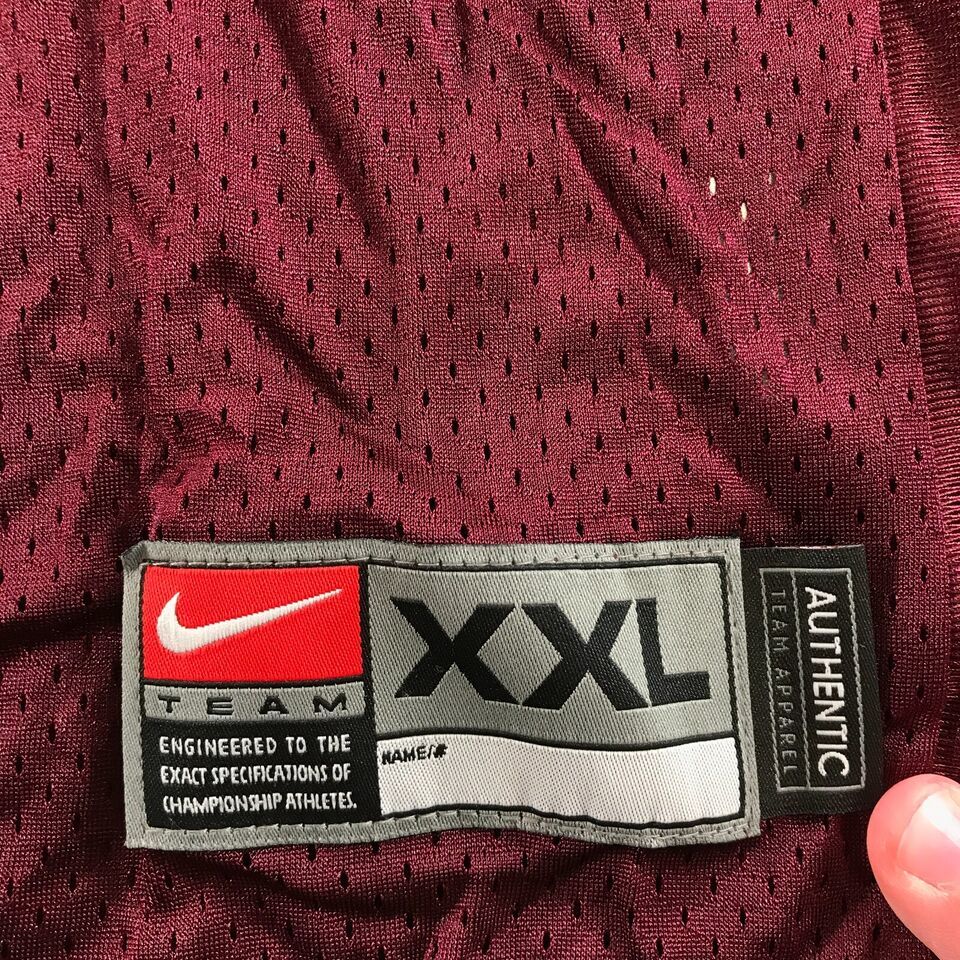 TEAM
ENGINEERED TO THE
EXACT SPECIFICATIONS OF
CHAMPIONSHIP ATHLETES.
XXL
NAME/#
AUTHENTIC
TEAM APPAREL